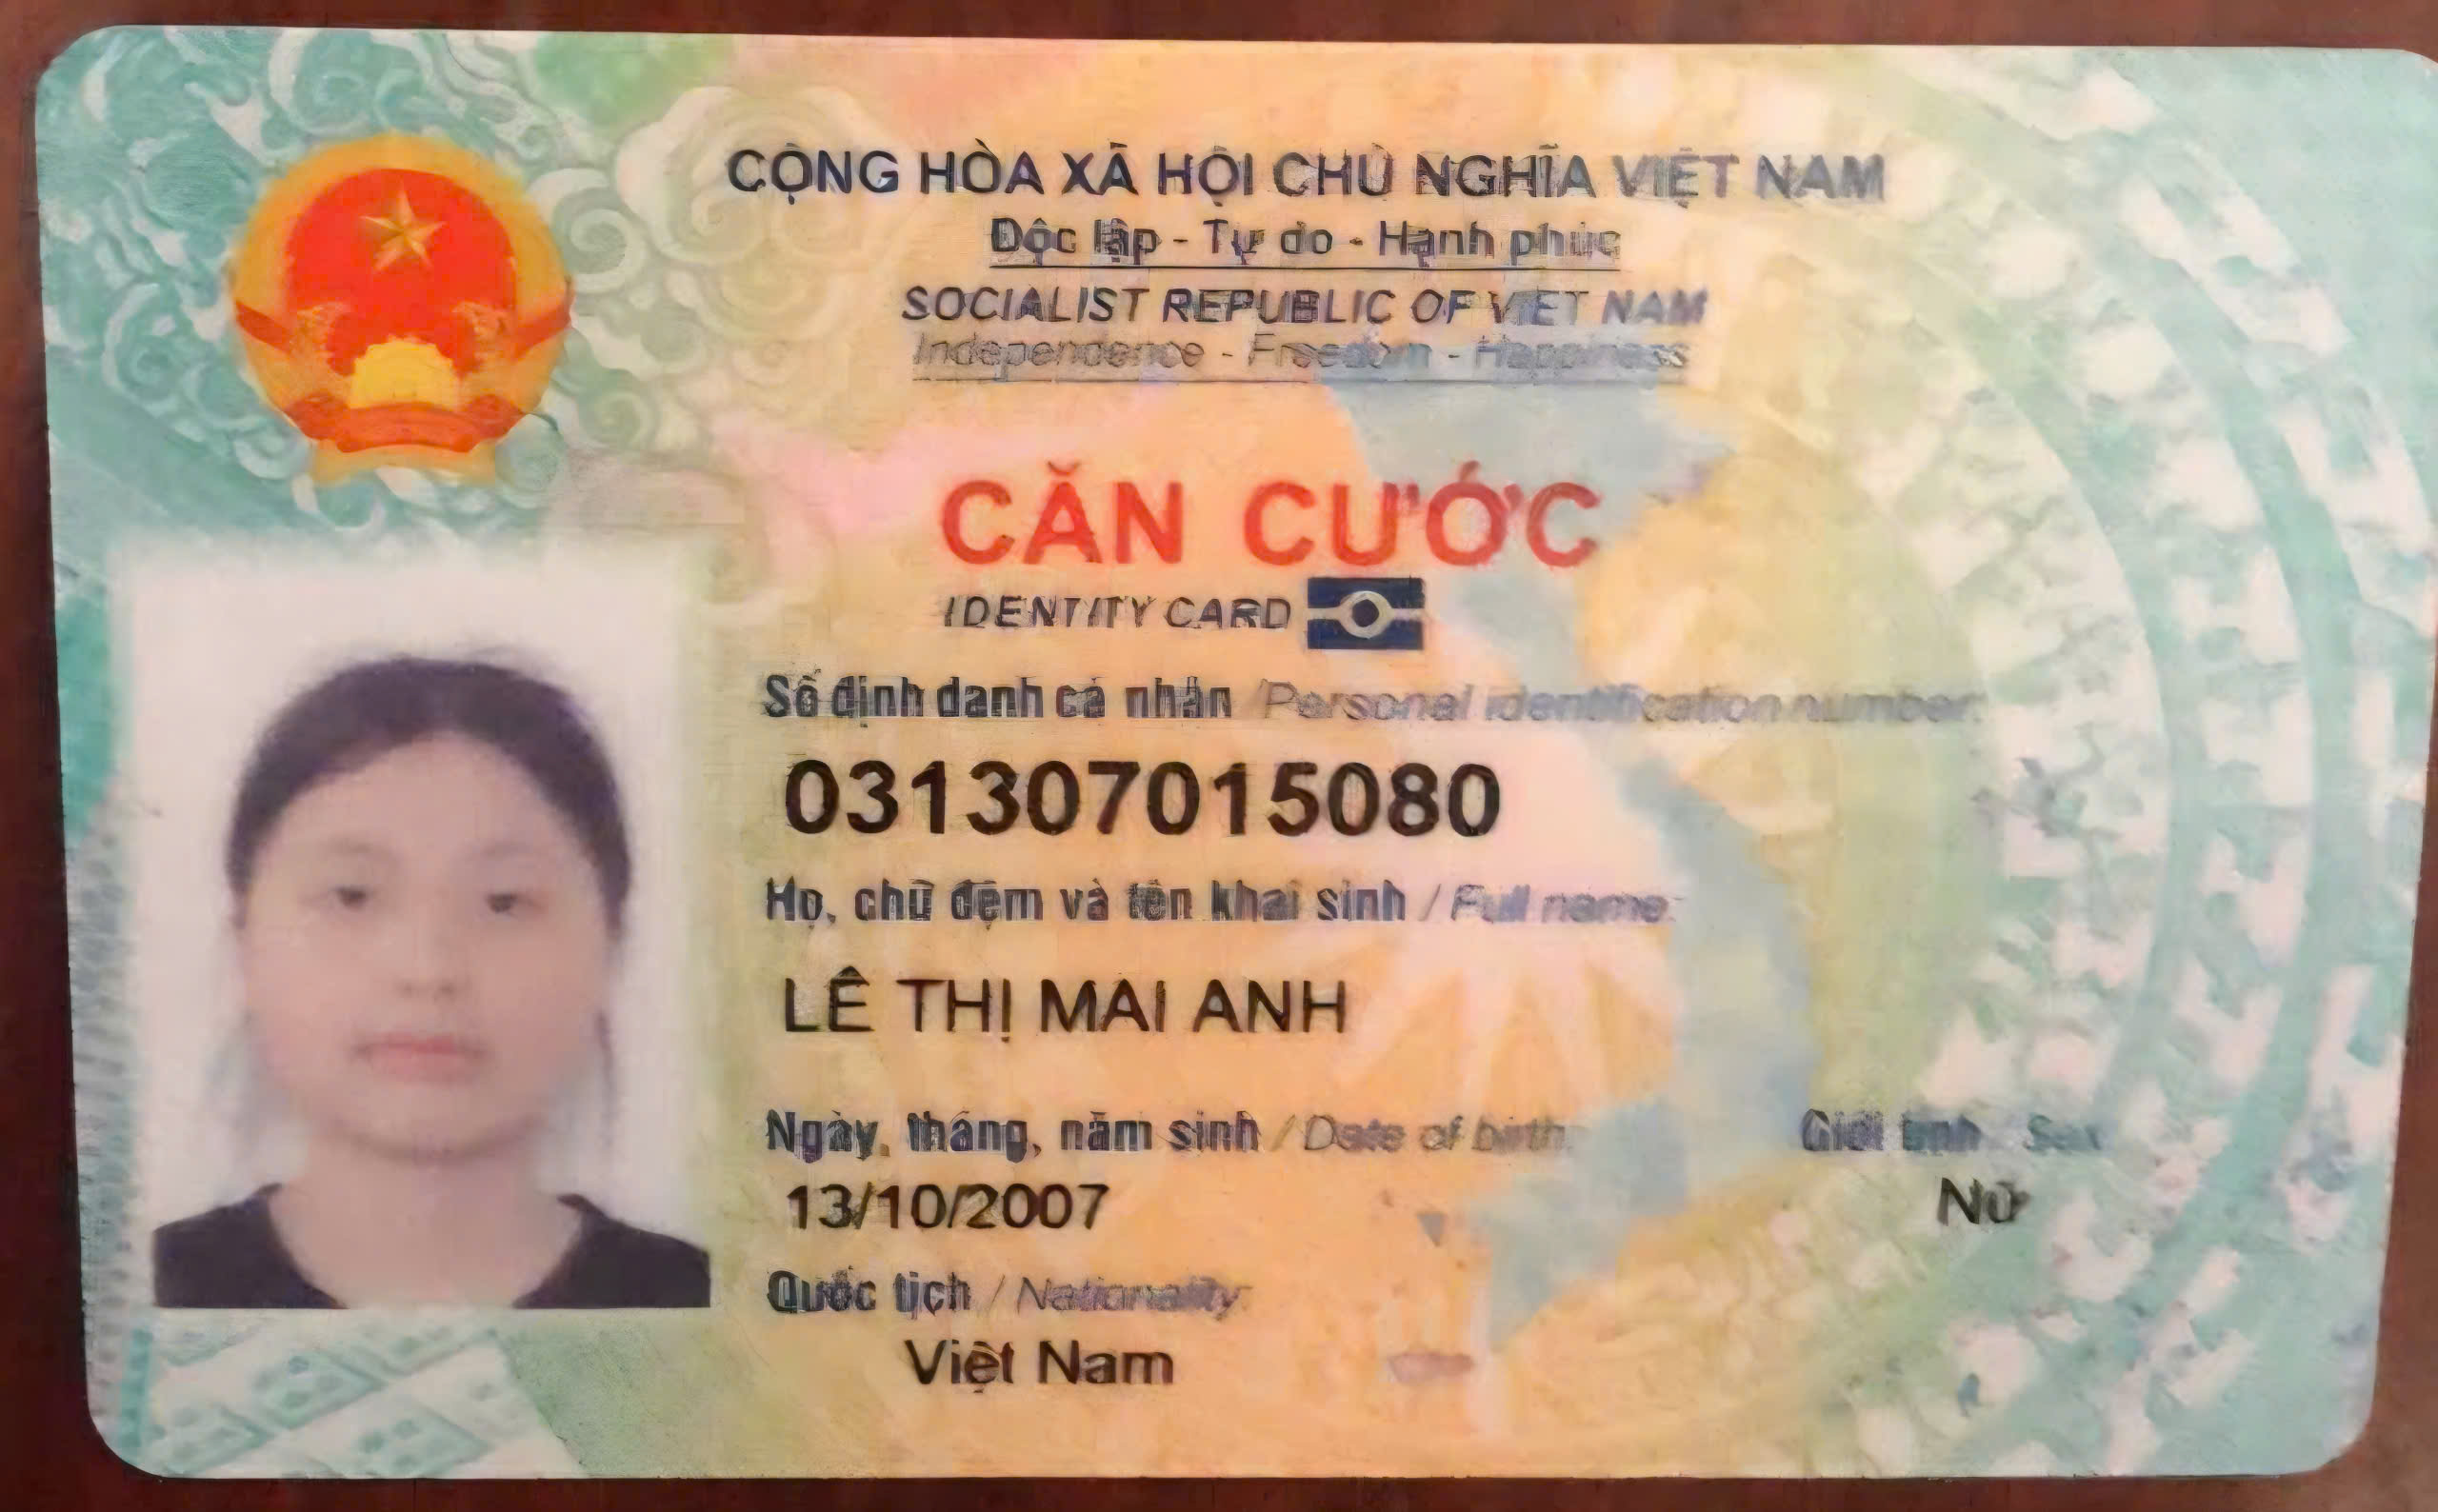 CỘNG HÒA XÃ HỘI CHỦ NGHĨA VIỆT NAM
Độc lập - Tự do - Hạnh phúc
SOCIALIST REPUBLIC OF VIET NAM
Independence - Freedom - Happiness
CĂN CƯỚC
IDENTITY CARD
Số định danh cá nhân / Personal identification number:
031307015080
Họ, chữ đệm và tên khai sinh / Full name:
LÊ THỊ MAI ANH
Ngày, tháng, năm sinh / Date of birth: Giới tính / Sex
13/10/2007 Nữ
Quốc tịch / Nationality:
Việt Nam